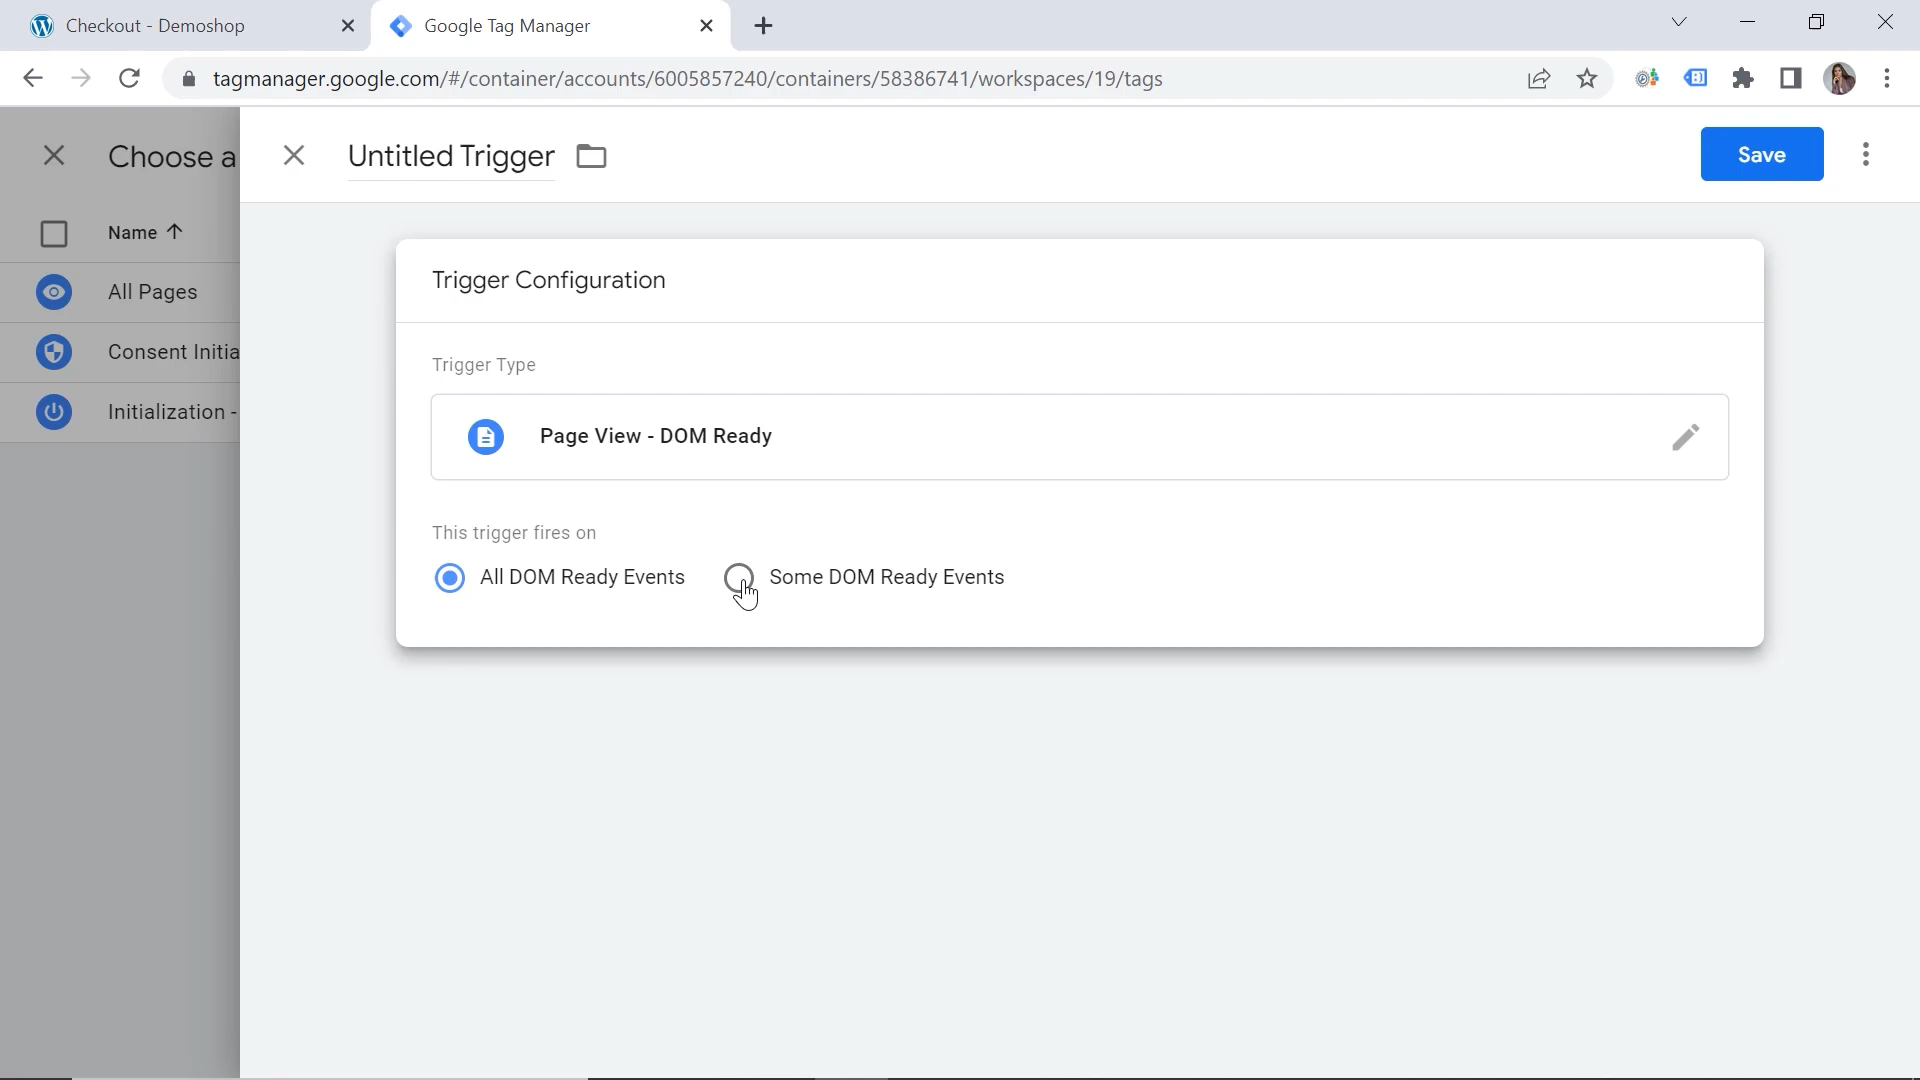 Checkout - Demoshop
Google Tag Manager
tagmanager.google.com/#/container/accounts/6005857240/containers/58386741/workspaces/19/tags
Choose a
Untitled Trigger
Save
Name
All Pages
Consent Initia
Initialization -
Trigger Configuration
Trigger Type
Page View - DOM Ready
This trigger fires on
All DOM Ready Events
Some DOM Ready Events